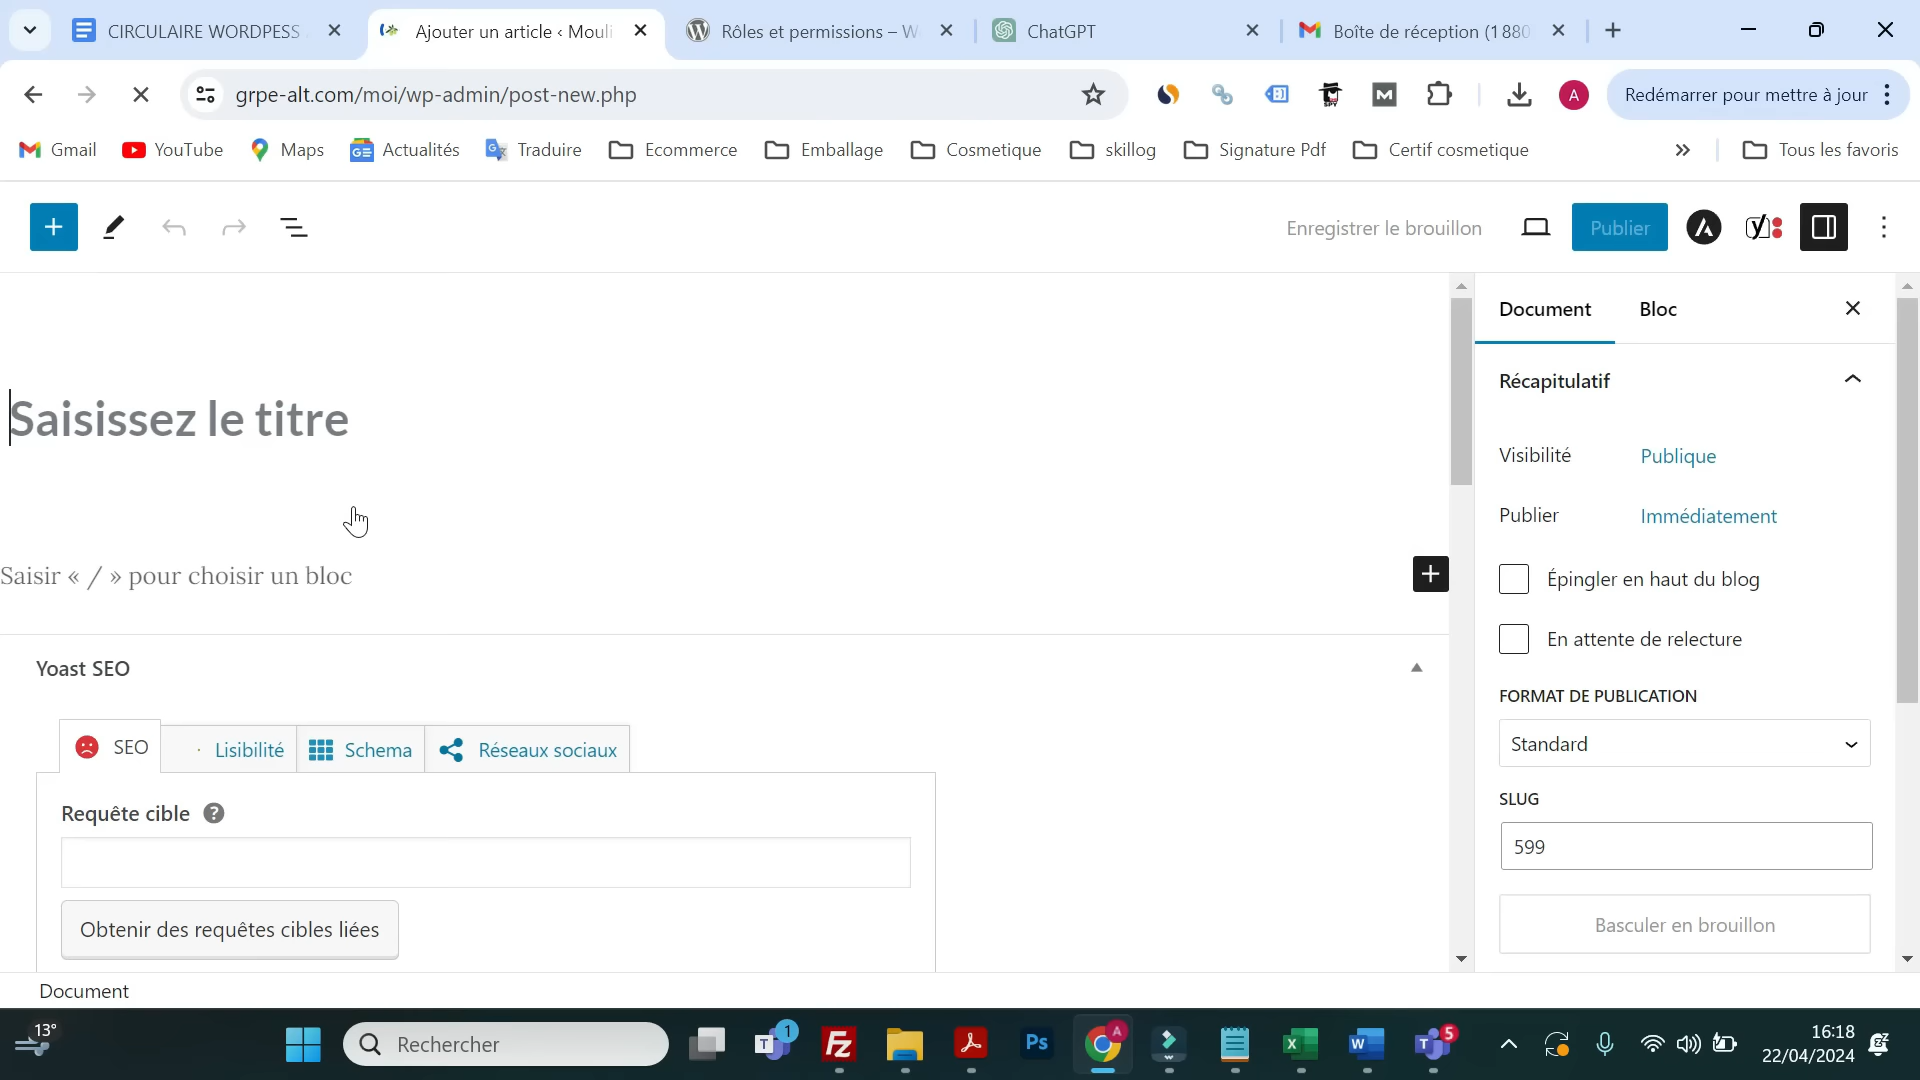 CIRCULAIRE WORDPESS
Ajouter un article ‹ Mouli
Rôles et permissions – W
ChatGPT
Boîte de réception (1 880
grpe-alt.com/moi/wp-admin/post-new.php
SPY
M
A
Redémarrer pour mettre à jour
Gmail
YouTube
Maps
Actualités
Traduire
Ecommerce
Emballage
Cosmetique
skillog
Signature Pdf
Certif cosmetique
»
Tous les favoris
Enregistrer le brouillon
Publier
Document
Bloc
Récapitulatif
Saisissez le titre
Visibilité
Publique
Publier
Immédiatement
Saisir « / » pour choisir un bloc
Épingler en haut du blog
En attente de relecture
Yoast SEO
FORMAT DE PUBLICATION
SEO
Lisibilité
Schema
Réseaux sociaux
Standard
SLUG
Requête cible
599
Obtenir des requêtes cibles liées
Basculer en brouillon
Document
13°
Rechercher
1
Ps
A
5
16:18
22/04/2024